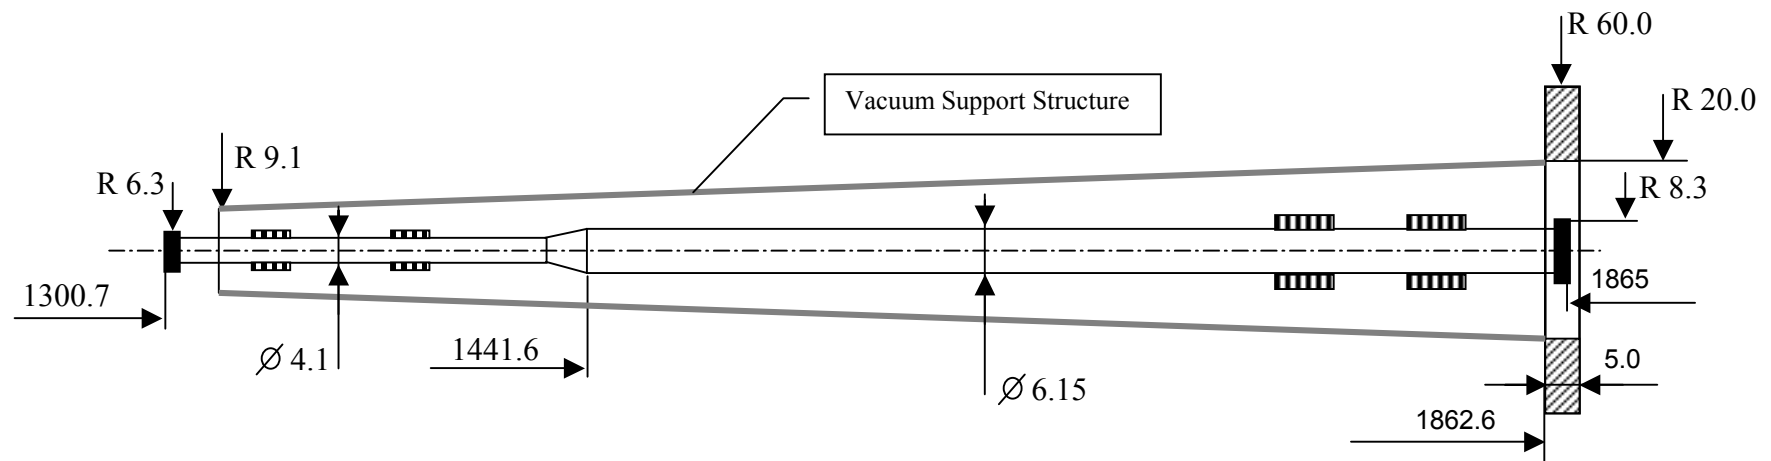 R 60.0
Vacuum Support Structure
R 20.0
R 9.1
R 6.3
R 8.3
1300.7
1865
∅ 4.1
1441.6
5.0
∅ 6.15
1862.6